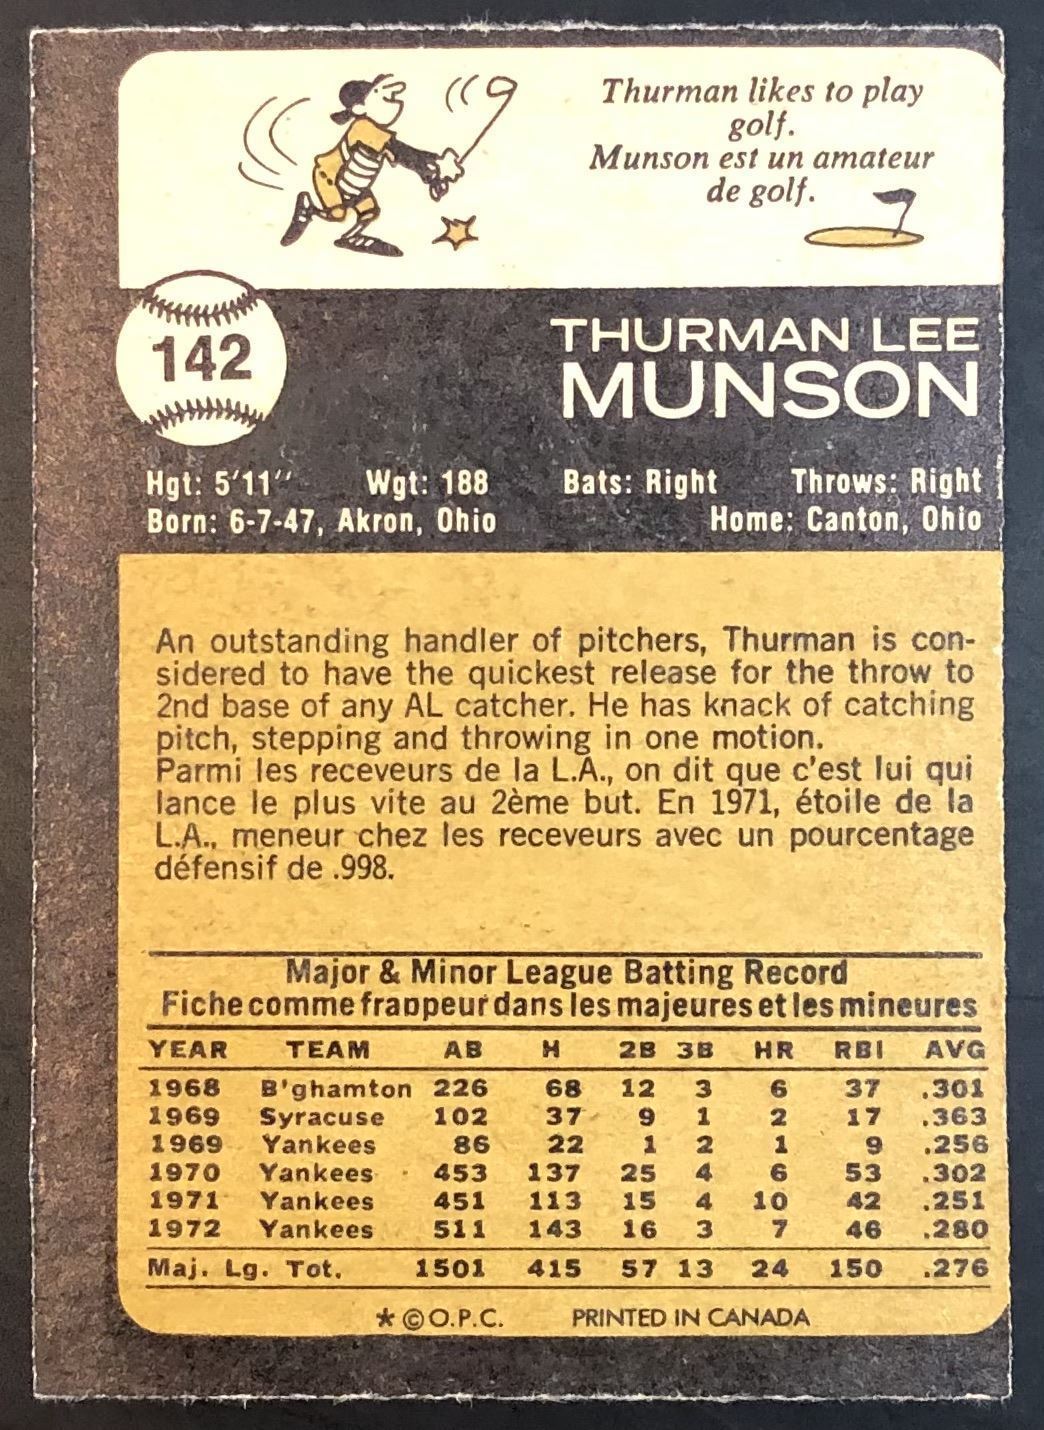 Thurman likes to play
golf.
Munson est un amateur
de golf.
142
THURMAN LEE
MUNSON
Hgt: 5'11" Wgt: 188 Bats: Right Throws: Right
Born: 6-7-47, Akron, Ohio Home: Canton, Ohio
An outstanding handler of pitchers, Thurman is con-
sidered to have the quickest release for the throw to
2nd base of any AL catcher. He has knack of catching
pitch, stepping and throwing in one motion.
Parmi les receveurs de la L.A., on dit que c'est lui qui
lance le plus vite au 2ème but. En 1971, étoile de la
L.A., meneur chez les receveurs avec un pourcentage
défensif de .998.
Major & Minor League Batting Record
Fiche comme frappeur dans les majeures et les mineures
YEAR TEAM AB H 2B 3B HR RBI AVG
1968 B'ghamton 226 68 12 3 6 37 .301
1969 Syracuse 102 37 9 1 2 17 .363
1969 Yankees 86 22 1 2 1 9 .256
1970 Yankees 453 137 25 4 6 53 .302
1971 Yankees 451 113 15 4 10 42 .251
1972 Yankees 511 143 16 3 7 46 .280
Maj. Lg. Tot. 1501 415 57 13 24 150 .276
* © O.P.C. PRINTED IN CANADA